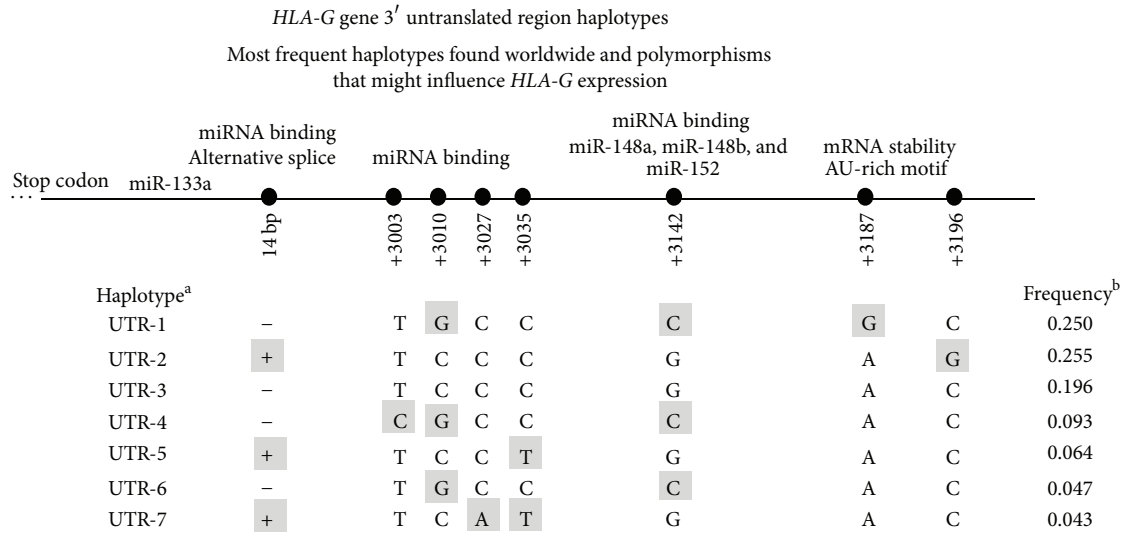 HLA-G gene 3′ untranslated region haplotypes
Most frequent haplotypes found worldwide and polymorphisms
that might influence HLA-G expression
miRNA binding
Alternative splice
miRNA binding
miRNA binding
miR-148a, miR-148b, and
miR-152
mRNA stability
AU-rich motif
Stop codon
...
miR-133a
14 bp
+3003
+3010
+3027
+3035
+3142
+3187
+3196
Haplotypeᵃ Frequencyᵇ
UTR-1 − T G C C C G C 0.250
UTR-2 + T C C C G A G 0.255
UTR-3 − T C C C G A C 0.196
UTR-4 − C G C C C A C 0.093
UTR-5 + T C C T G A C 0.064
UTR-6 − T G C C C A C 0.047
UTR-7 + T C A T G A C 0.043